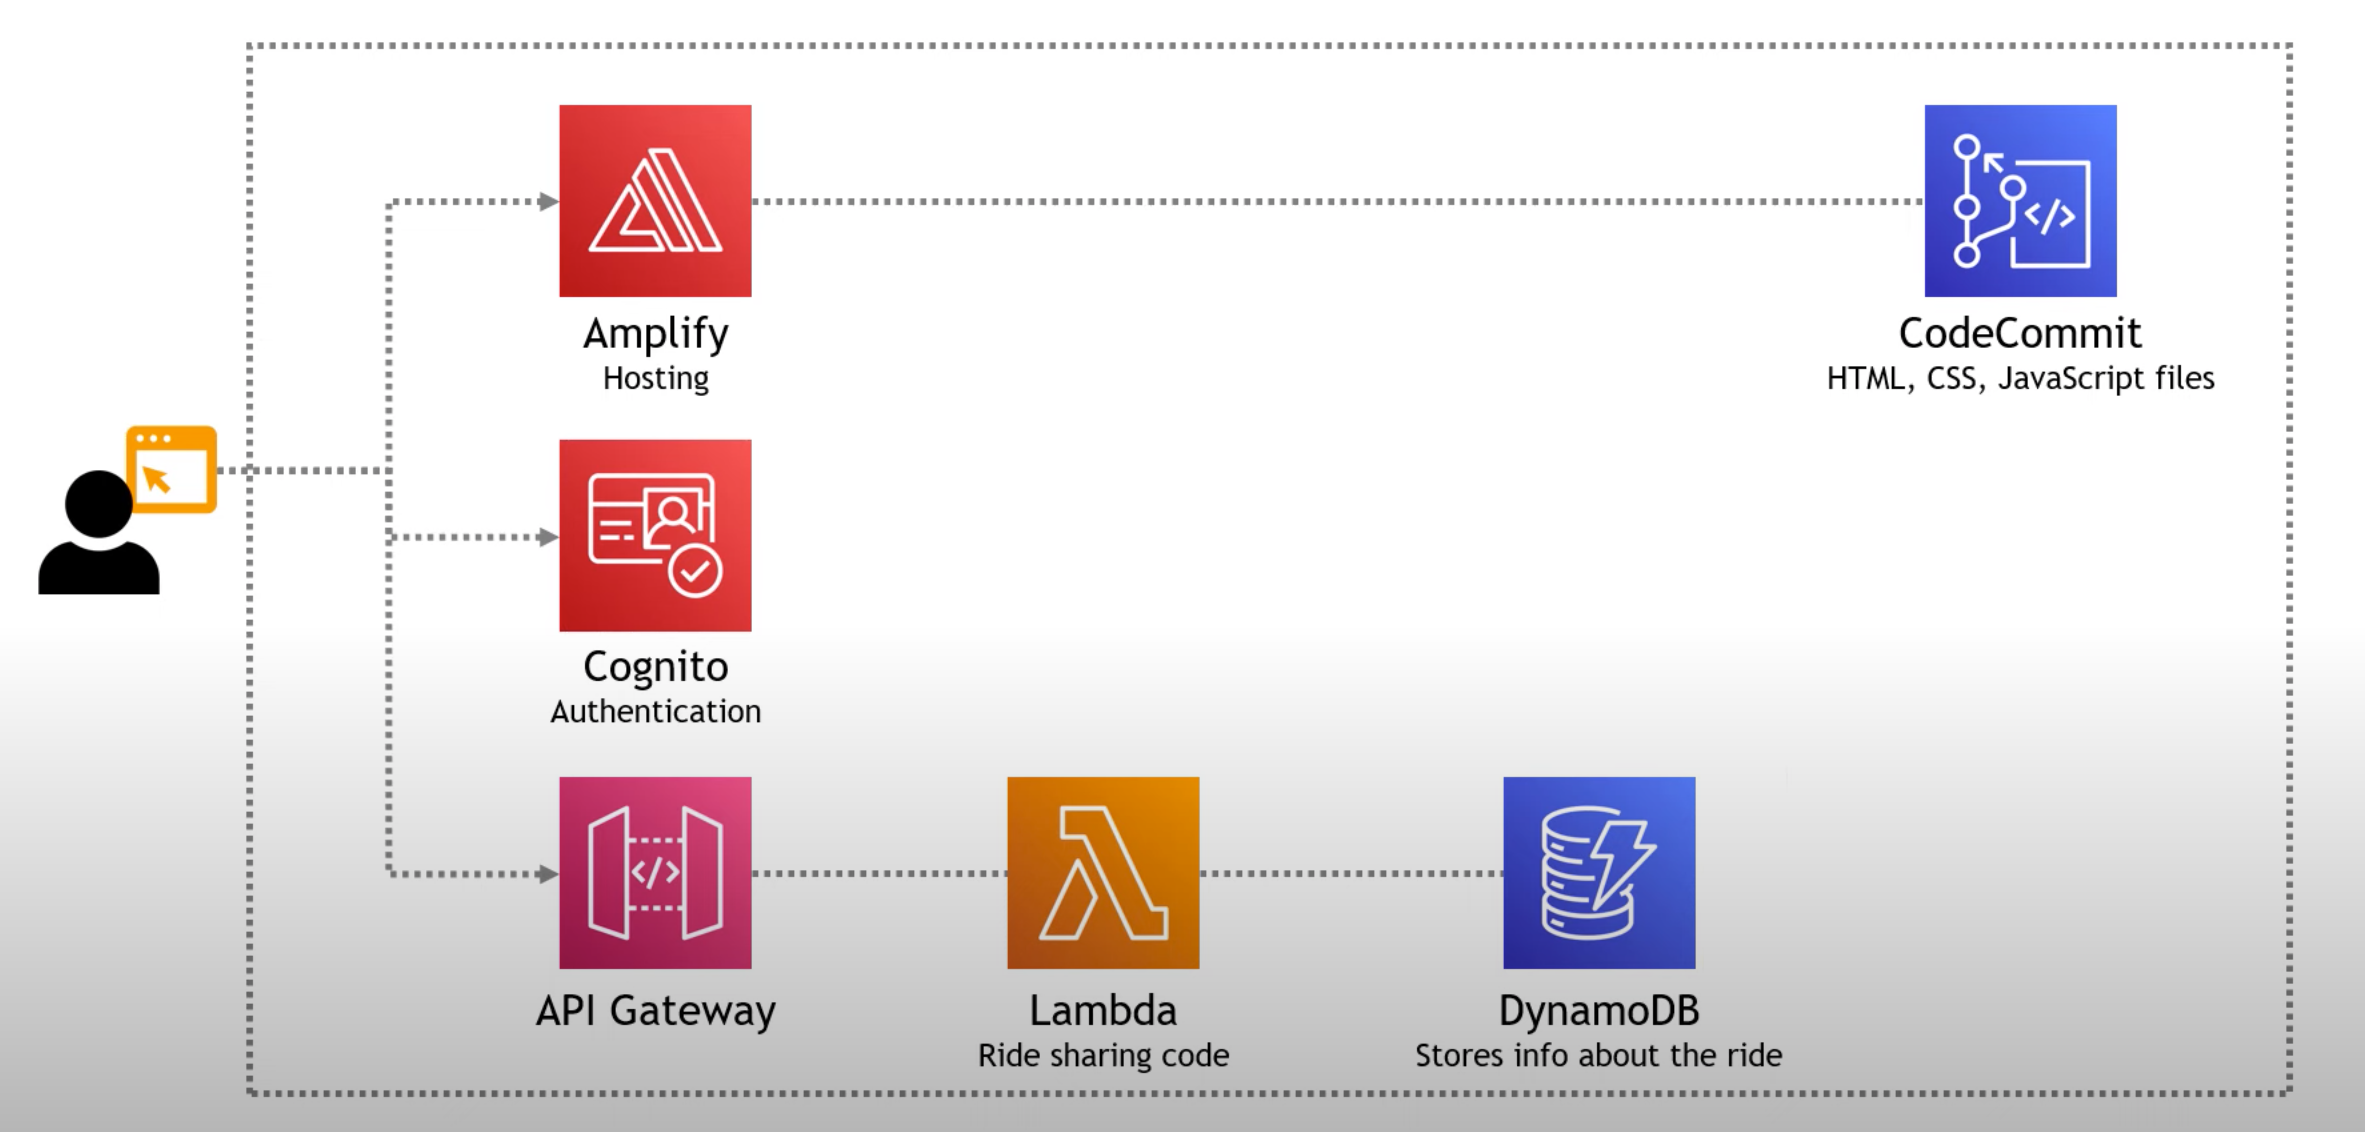 Amplify
Hosting
CodeCommit
HTML, CSS, JavaScript files
Cognito
Authentication
</>
</>
API Gateway
Lambda
Ride sharing code
DynamoDB
Stores info about the ride